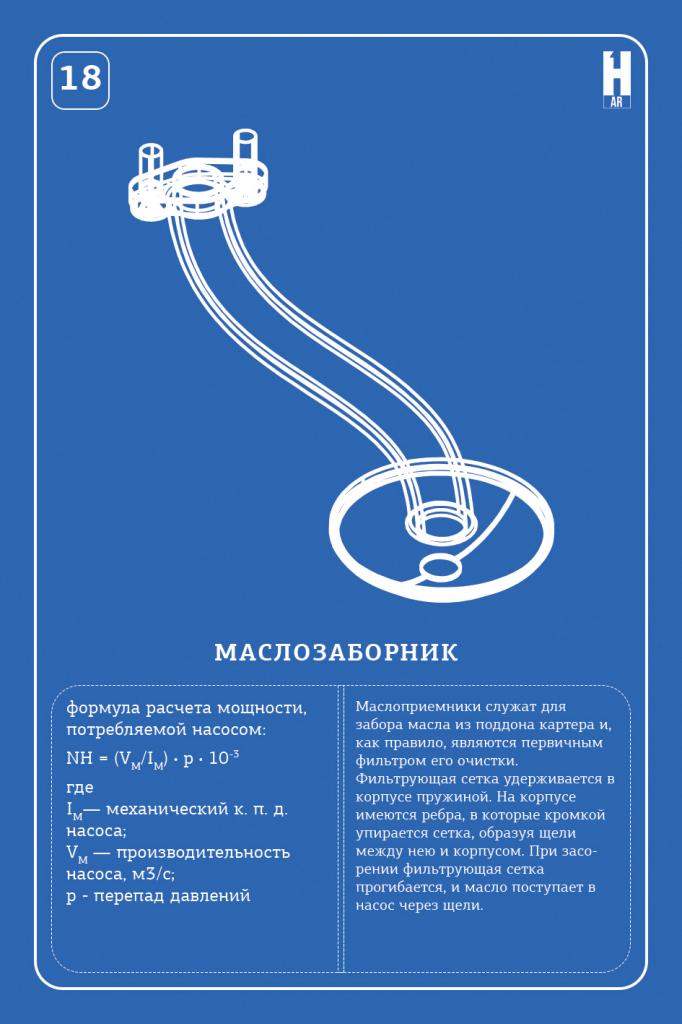 18
H
AR
МАСЛОЗАБОРНИК
формула расчета мощности,
потребляемой насосом:
NH = (Vм/Iм) · p · 10⁻³
где
Iм— механический к. п. д.
насоса;
Vм — производительность
насоса, м3/с;
p - перепад давлений
Маслоприемники служат для
забора масла из поддона картера и,
как правило, являются первичным
фильтром его очистки.
Фильтрующая сетка удерживается в
корпусе пружиной. На корпусе
имеются ребра, в которые кромкой
упирается сетка, образуя щели
между нею и корпусом. При засо-
рении фильтрующая сетка
прогибается, и масло поступает в
насос через щели.